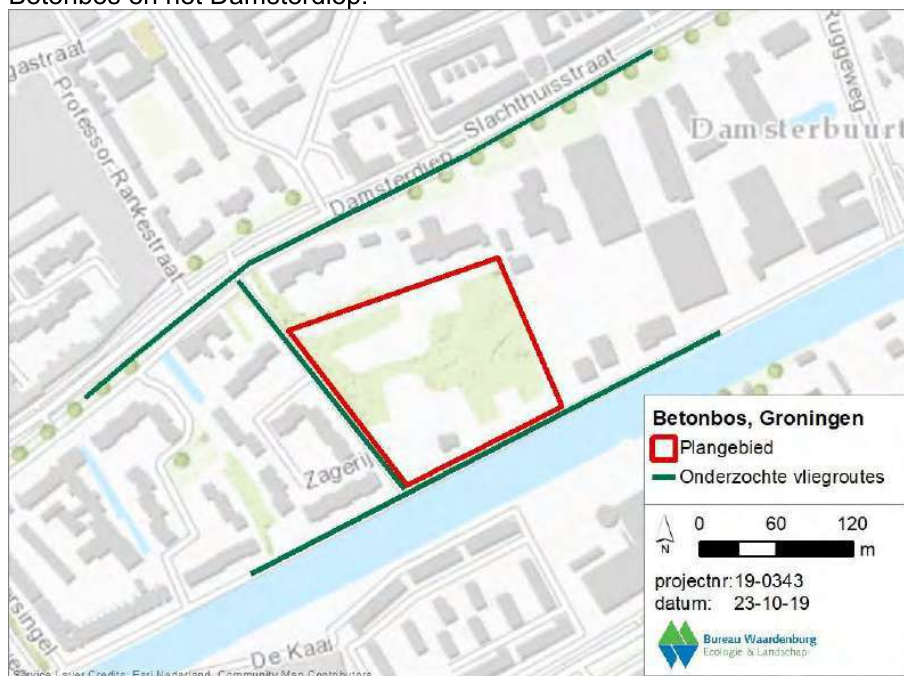 Betonbos en het Damsterdiep.
gastraat
Professor-Rankestraat
Ruggeweg
Slachthuisstraat
Damsterbuurt
Damsterdiep
Zagerij
De Kaai
rsingel
Betonbos, Groningen
Plangebied
Onderzochte vliegroutes
N
0 60 120
m
projectnr: 19-0343
datum: 23-10-19
Bureau Waardenburg
Ecologie & Landschap
Service Layer Credits: Esri Nederland, Community Map Contributors